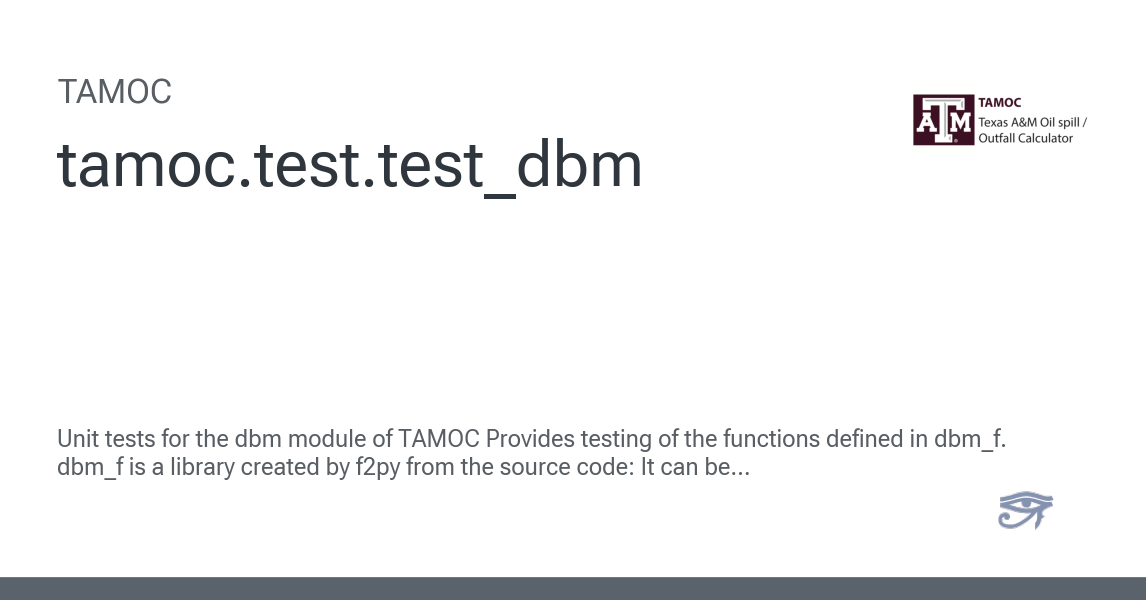 TAMOC
tamoc.test.test_dbm
ATM
TAMOC
Texas A&M Oil spill /
Outfall Calculator
Unit tests for the dbm module of TAMOC Provides testing of the functions defined in dbm_f.
dbm_f is a library created by f2py from the source code: It can be...